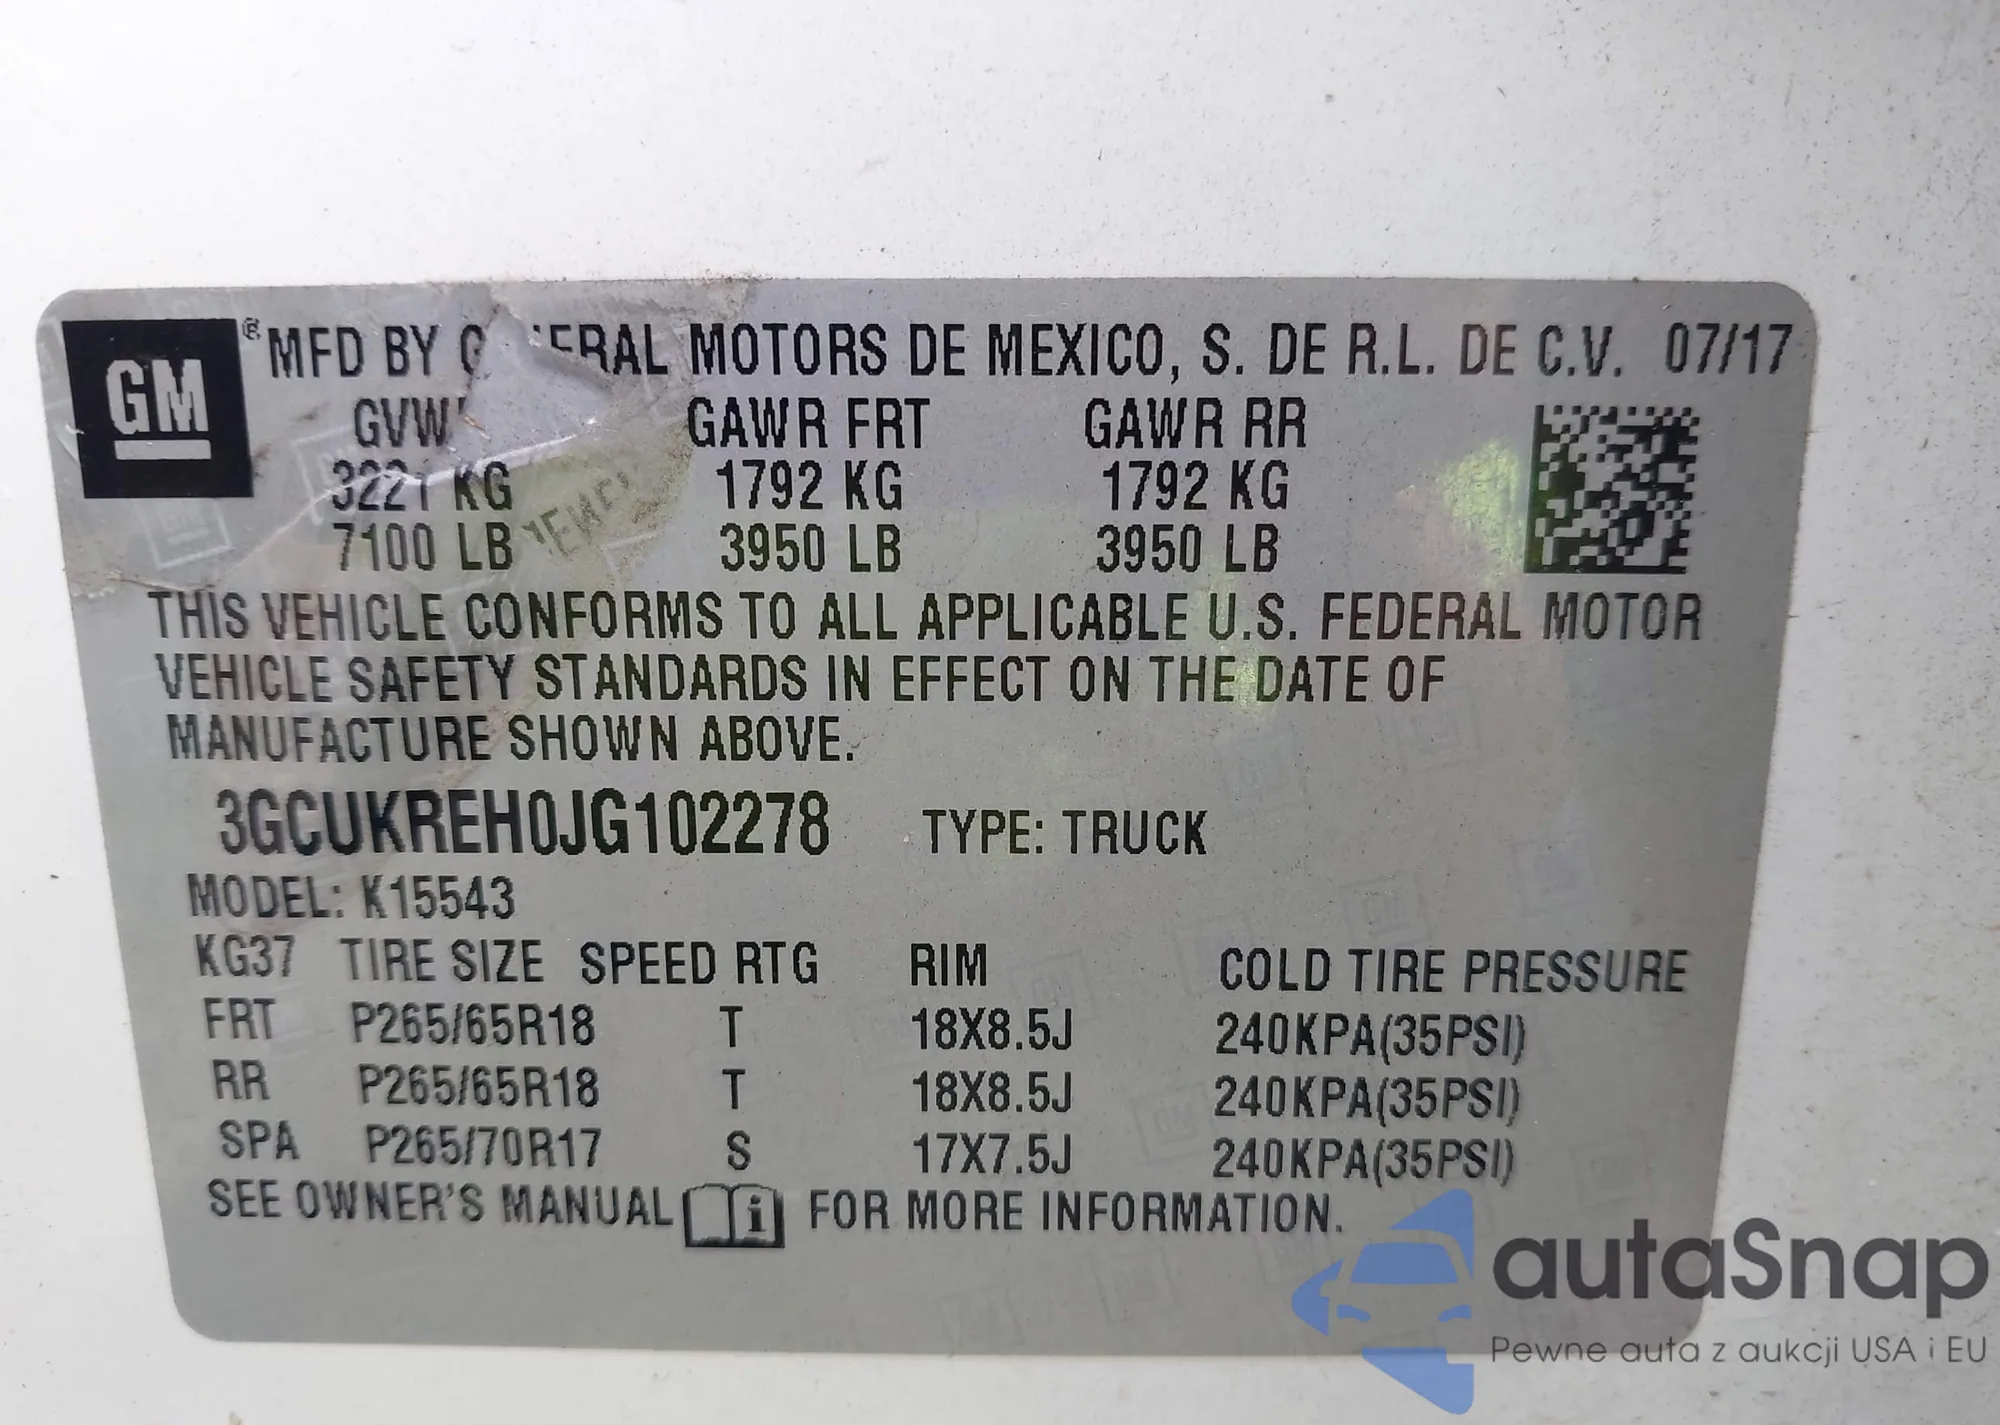 GM ® MFD BY GENERAL MOTORS DE MEXICO, S. DE R.L. DE C.V. 07/17
GVWR GAWR FRT GAWR RR
3221 KG 1792 KG 1792 KG
7100 LB 3950 LB 3950 LB
THIS VEHICLE CONFORMS TO ALL APPLICABLE U.S. FEDERAL MOTOR
VEHICLE SAFETY STANDARDS IN EFFECT ON THE DATE OF
MANUFACTURE SHOWN ABOVE.
3GCUKREH0JG102278 TYPE: TRUCK
MODEL: K15543
KG37 TIRE SIZE SPEED RTG RIM COLD TIRE PRESSURE
FRT P265/65R18 T 18X8.5J 240KPA(35PSI)
RR P265/65R18 T 18X8.5J 240KPA(35PSI)
SPA P265/70R17 S 17X7.5J 240KPA(35PSI)
SEE OWNER'S MANUAL i FOR MORE INFORMATION.
autaSnap
Pewne auta z aukcji USA i EU